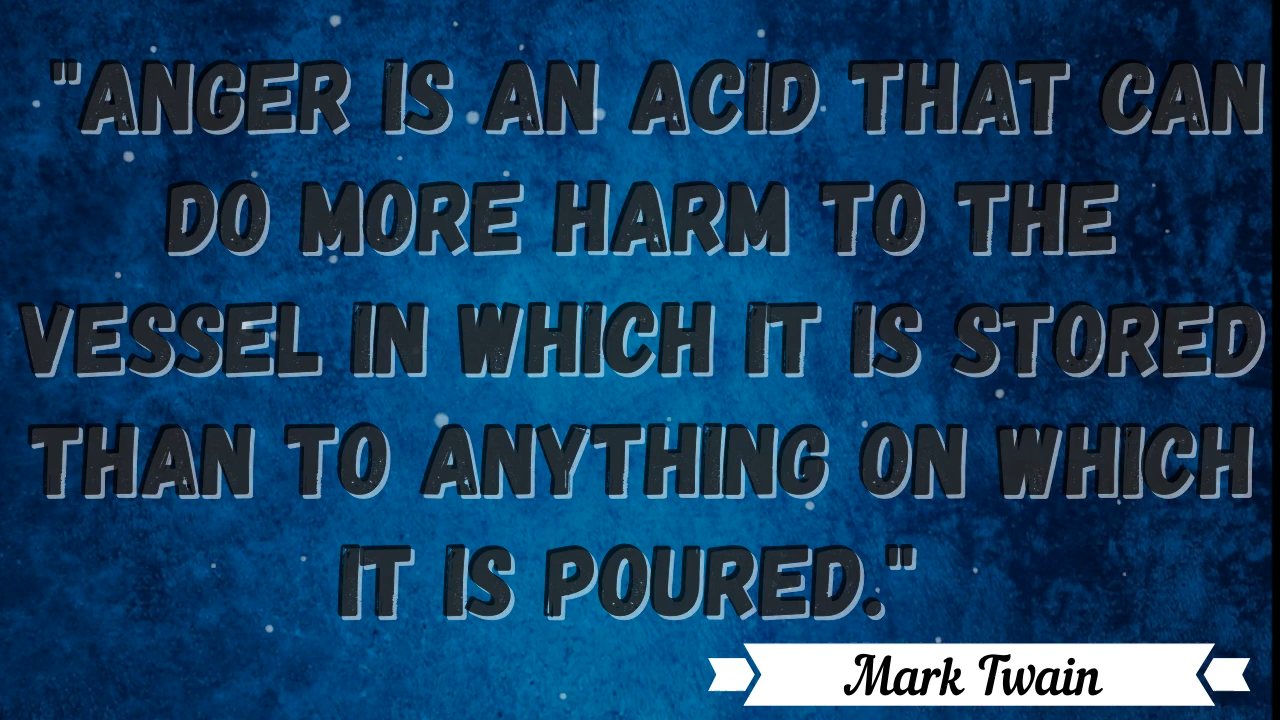 "ANGER IS AN ACID THAT CAN
DO MORE HARM TO THE
VESSEL IN WHICH IT IS STORED
THAN TO ANYTHING ON WHICH
IT IS POURED."
Mark Twain